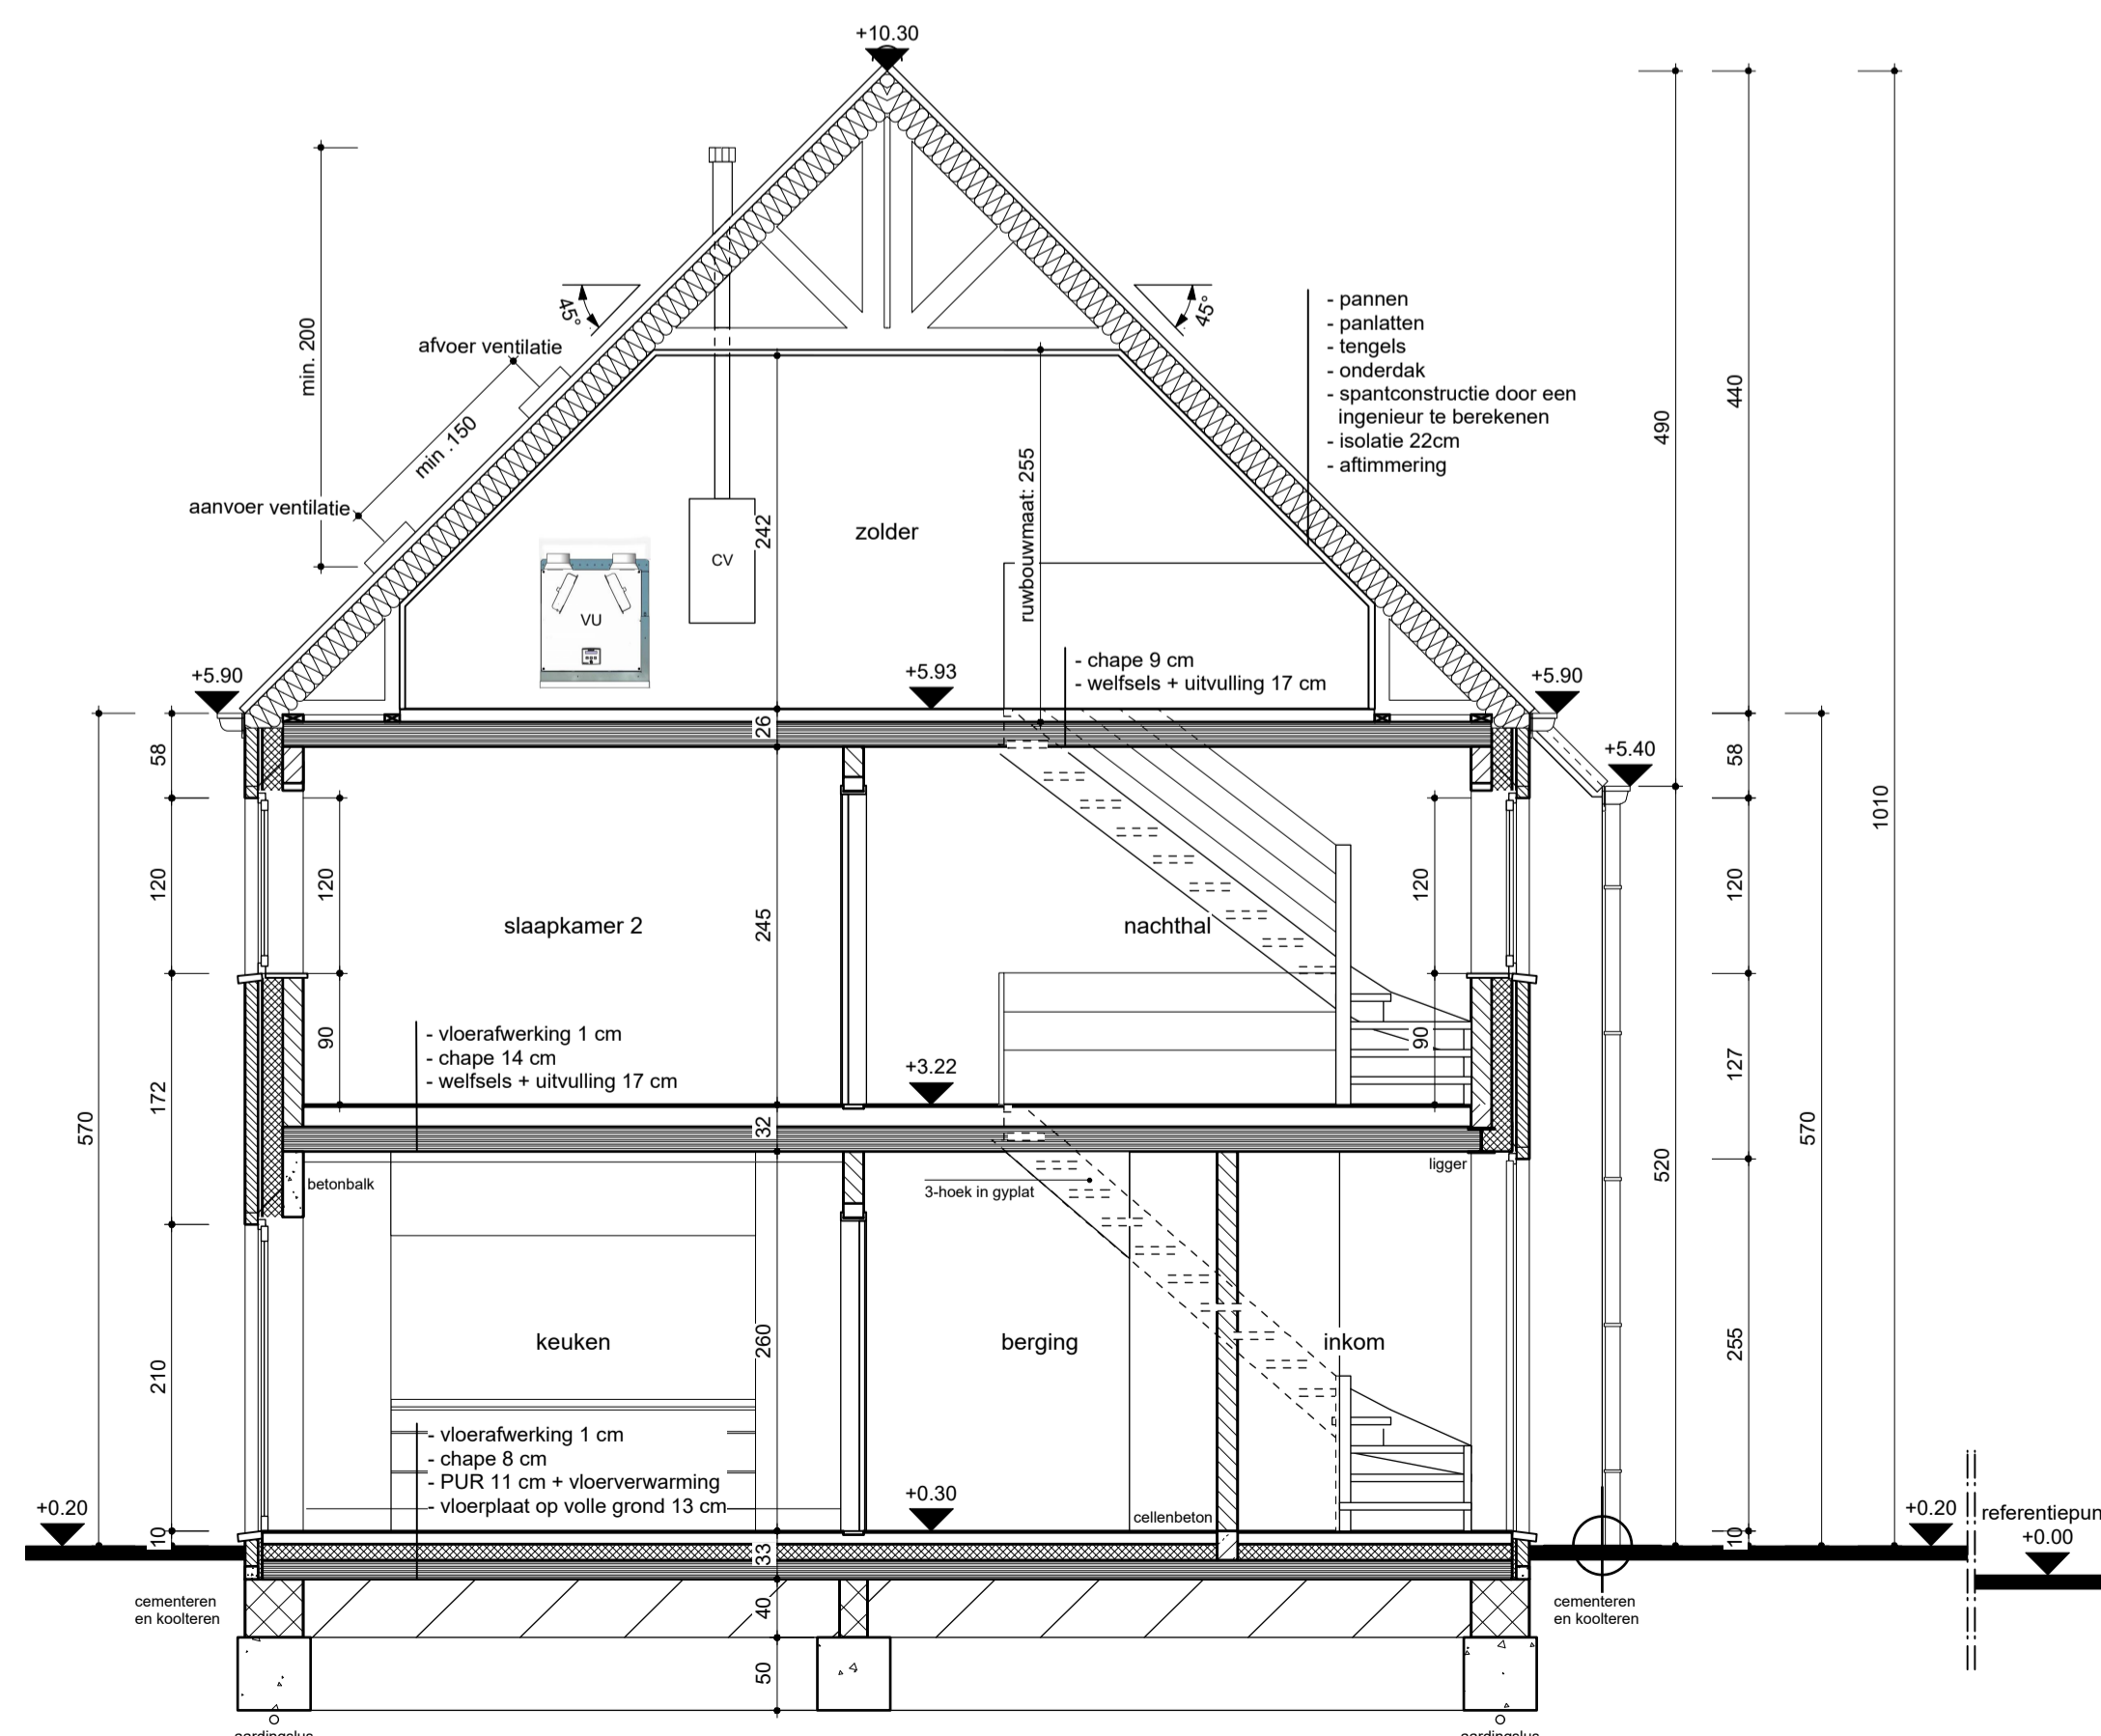 +10.30
min. 200
45°
45°
- pannen
- panlatten
- tengels
- onderdak
- spantconstructie door een
ingenieur te berekenen
- isolatie 22cm
- aftimmering
afvoer ventilatie
min .150
aanvoer ventilatie
490
440
1010
242
zolder
ruwbouwmaat: 255
CV
VU
+5.90
+5.93
- chape 9 cm
- welfsels + uitvulling 17 cm
+5.90
26
58
58
+5.40
120
120
245
120
120
slaapkamer 2
nachthal
90
90
- vloerafwerking 1 cm
- chape 14 cm
- welfsels + uitvulling 17 cm
+3.22
172
127
570
32
570
520
betonbalk
3-hoek in gyplat
ligger
210
260
255
keuken
berging
inkom
- vloerafwerking 1 cm
- chape 8 cm
- PUR 11 cm + vloerverwarming
- vloerplaat op volle grond 13 cm
+0.20
+0.30
cellenbeton
+0.20
referentiepun
+0.00
10
33
10
cementeren
en koolteren
40
cementeren
en koolteren
50
aardingslus
aardingslus